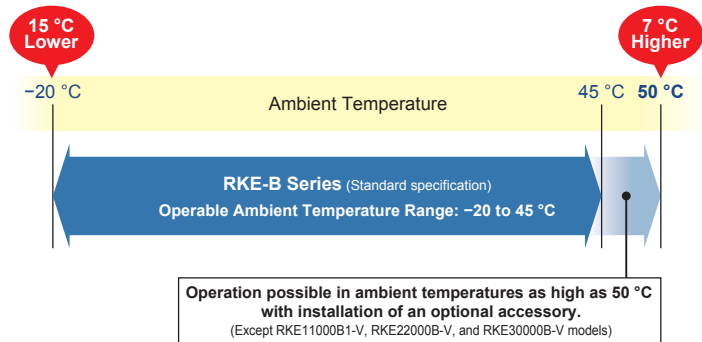 15 °C
Lower
7 °C
Higher
−20 °C
Ambient Temperature
45 °C
50 °C
RKE-B Series (Standard specification)
Operable Ambient Temperature Range: −20 to 45 °C
Operation possible in ambient temperatures as high as 50 °C
with installation of an optional accessory.
(Except RKE11000B1-V, RKE22000B-V, and RKE30000B-V models)